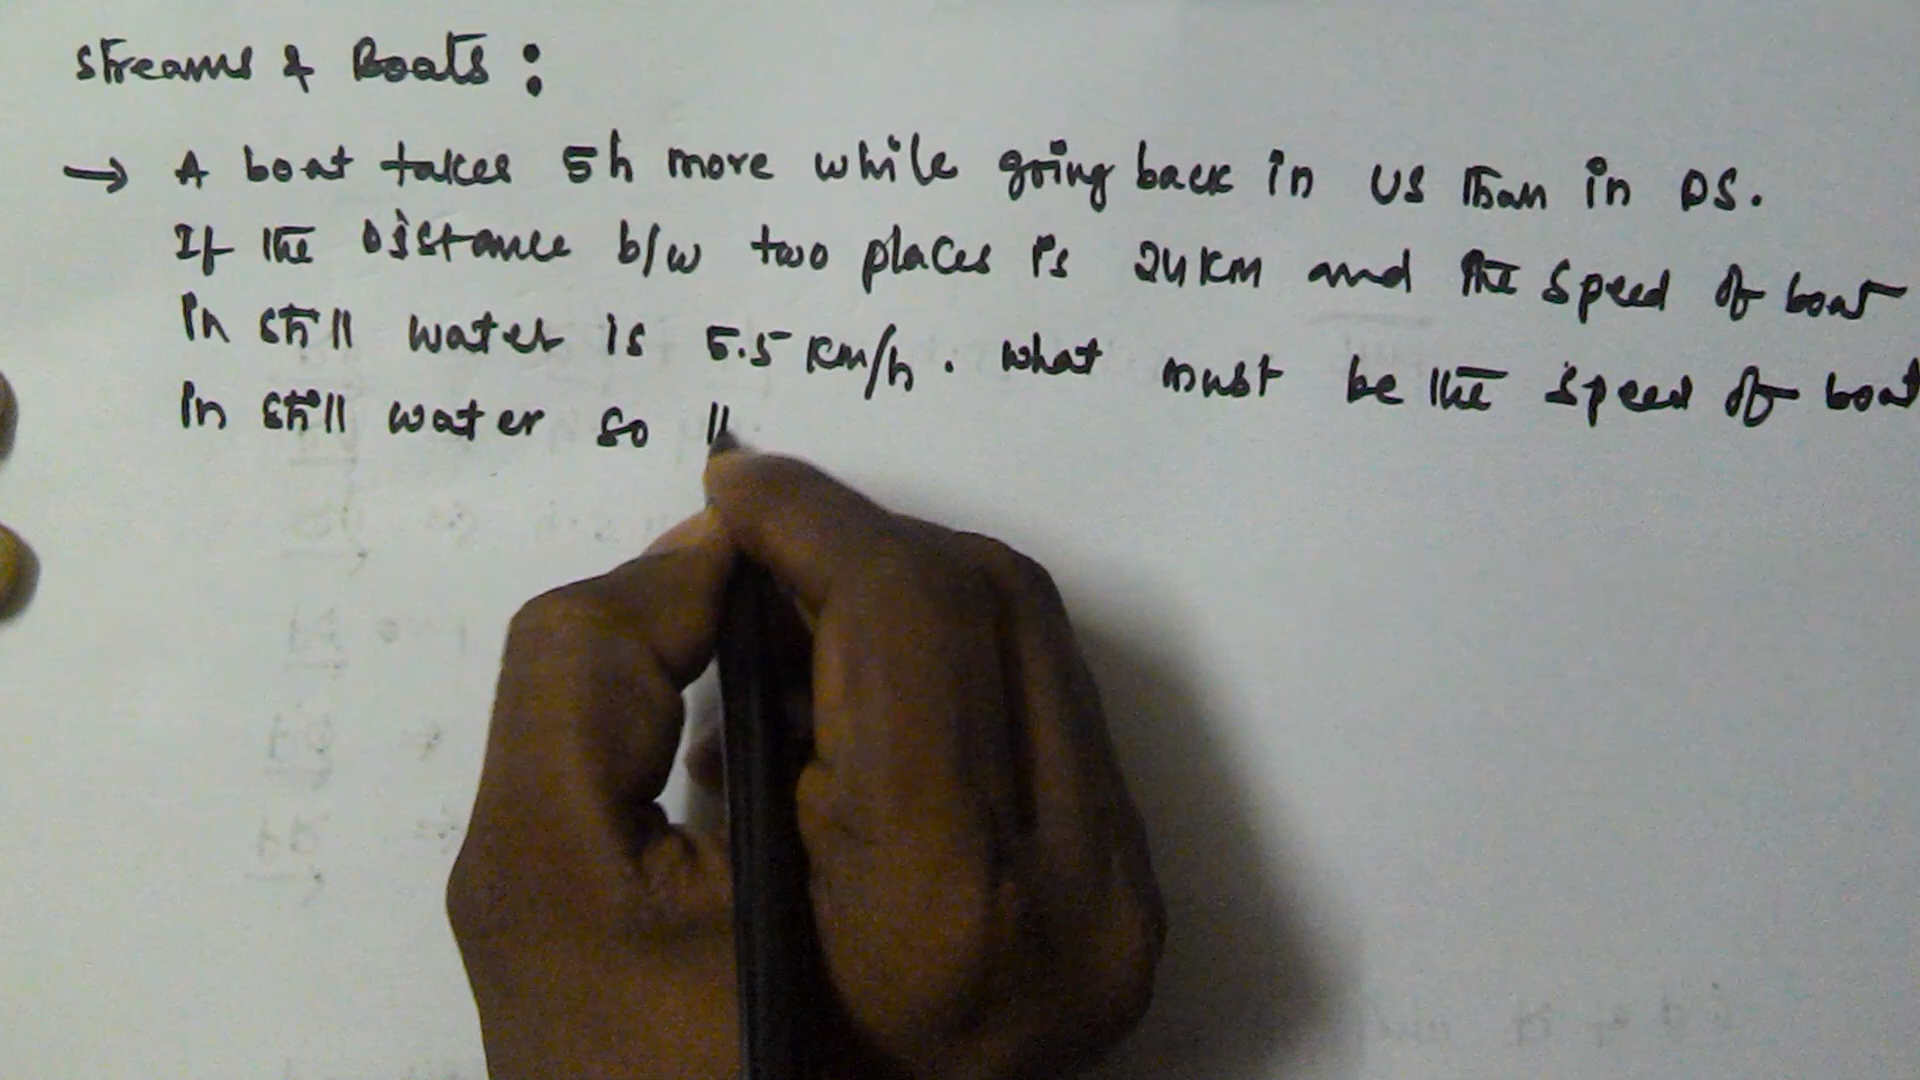 Streams & Boats :
→ A boat takes 5h more while going back in US than in DS.
If the Distance b/w two places is 24 KM and the speed of boat
in still water is 5.5 KM/h. What must be the speed of boat
in still water so